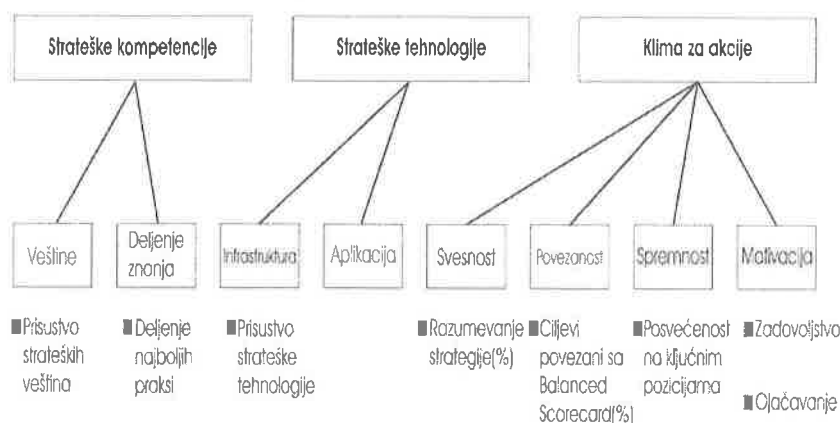 Strateške kompetencije
Strateške tehnologije
Klima za akcije
Veštine
Deljenje
znanja
Infrastruktura
Aplikacija
Svesnost
Povezanost
Spremnost
Motivacija
Prisustvo
strateških
veština
Deljenje
najboljih
praksi
Prisustvo
strateške
tehnologije
Razumevanje
strategije(%)
Ciljevi
povezani sa
Balanced
Scorecard(%)
Posvećenost
na ključnim
pozicijama
Zadovoljstvo
Ojačavanje